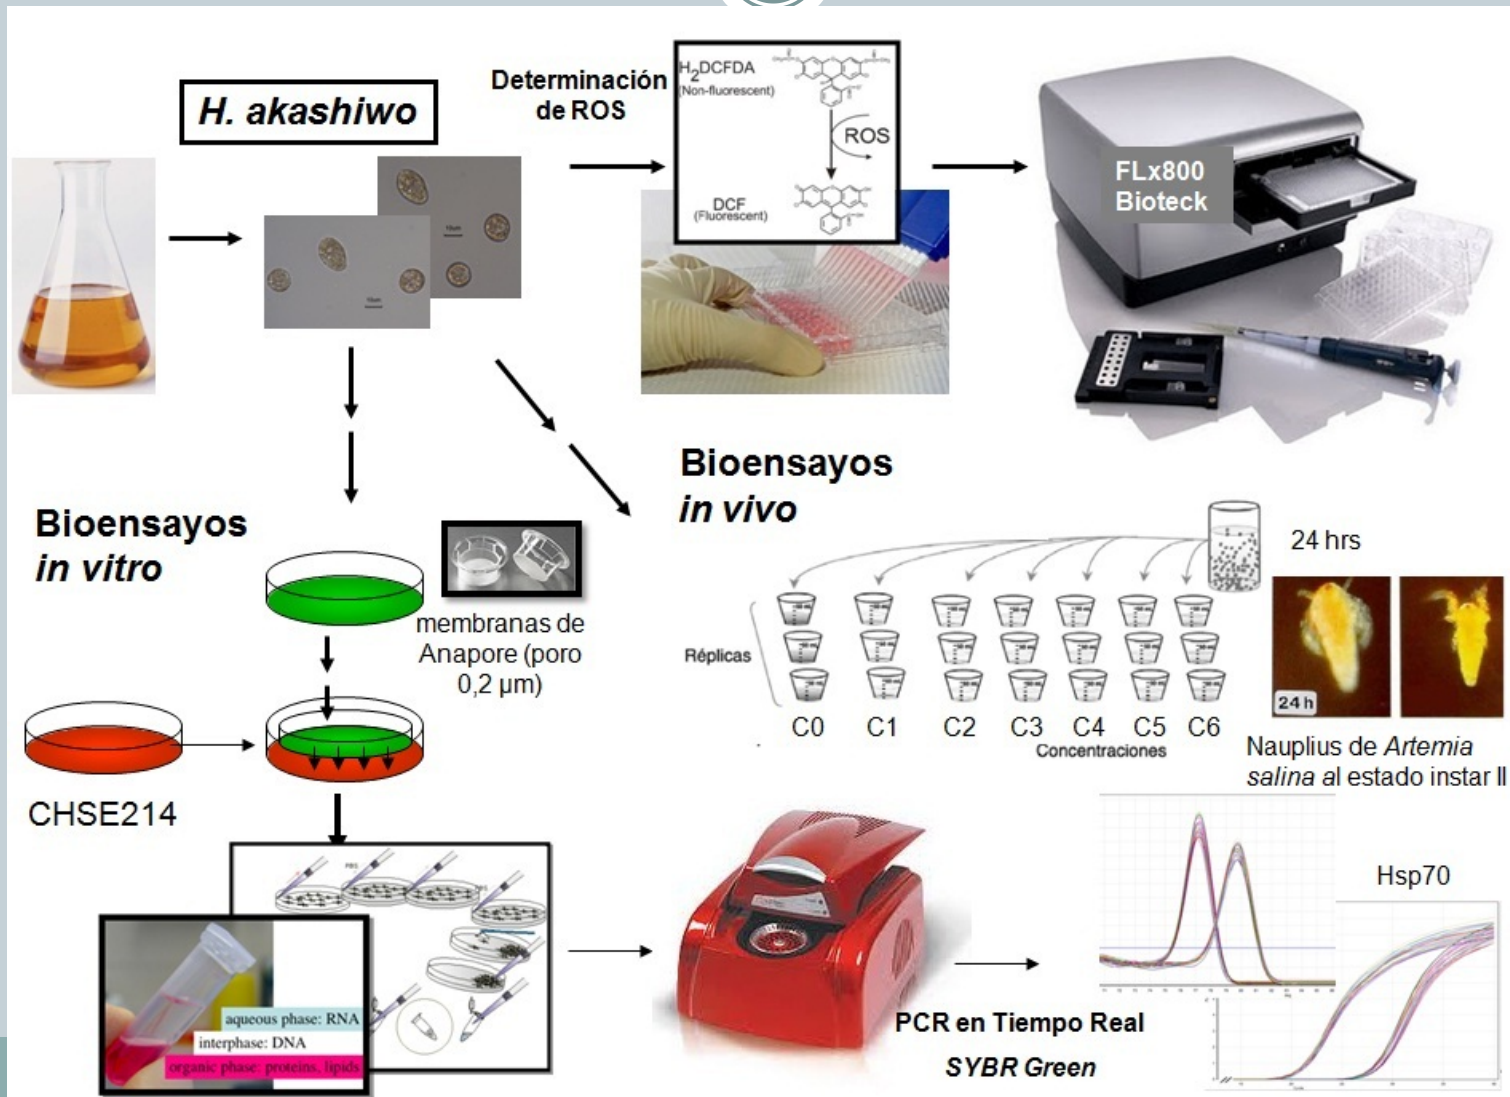 H. akashiwo
Determinación
de ROS
H2DCFDA
(Non-fluorescent)
ROS
DCF
(Fluorescent)
FLx800
Bioteck
10um
10um
Bioensayos
in vitro
membranas de
Anapore (poro
0,2 µm)
CHSE214
Bioensayos
in vivo
24 hrs
Réplicas
C0 C1 C2 C3 C4 C5 C6
Concentraciones
24 h
Nauplius de Artemia
salina al estado instar II
PBS
aqueous phase: RNA
interphase: DNA
organic phase: proteins, lipids
PCR en Tiempo Real
SYBR Green
Hsp70